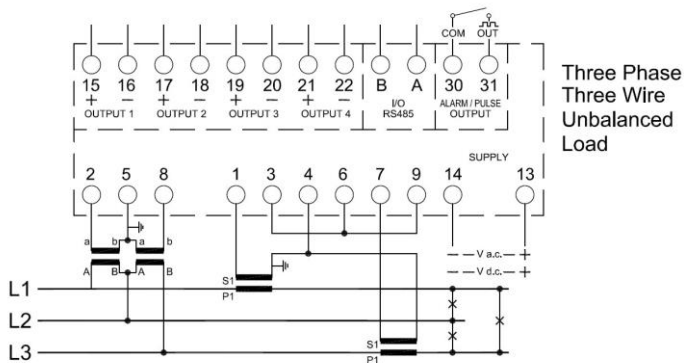 COM OUT
15 16 17 18 19 20 21 22 B A 30 31
+ − + − + − + −
OUTPUT 1 OUTPUT 2 OUTPUT 3 OUTPUT 4
I/O
RS485
ALARM / PULSE
OUTPUT
Three Phase
Three Wire
Unbalanced
Load
SUPPLY
2 5 8 1 3 4 6 7 9 14 13
a b a b
A B A B
S1
P1
− V a.c. +
− V d.c. +
L1
L2
L3
S1
P1